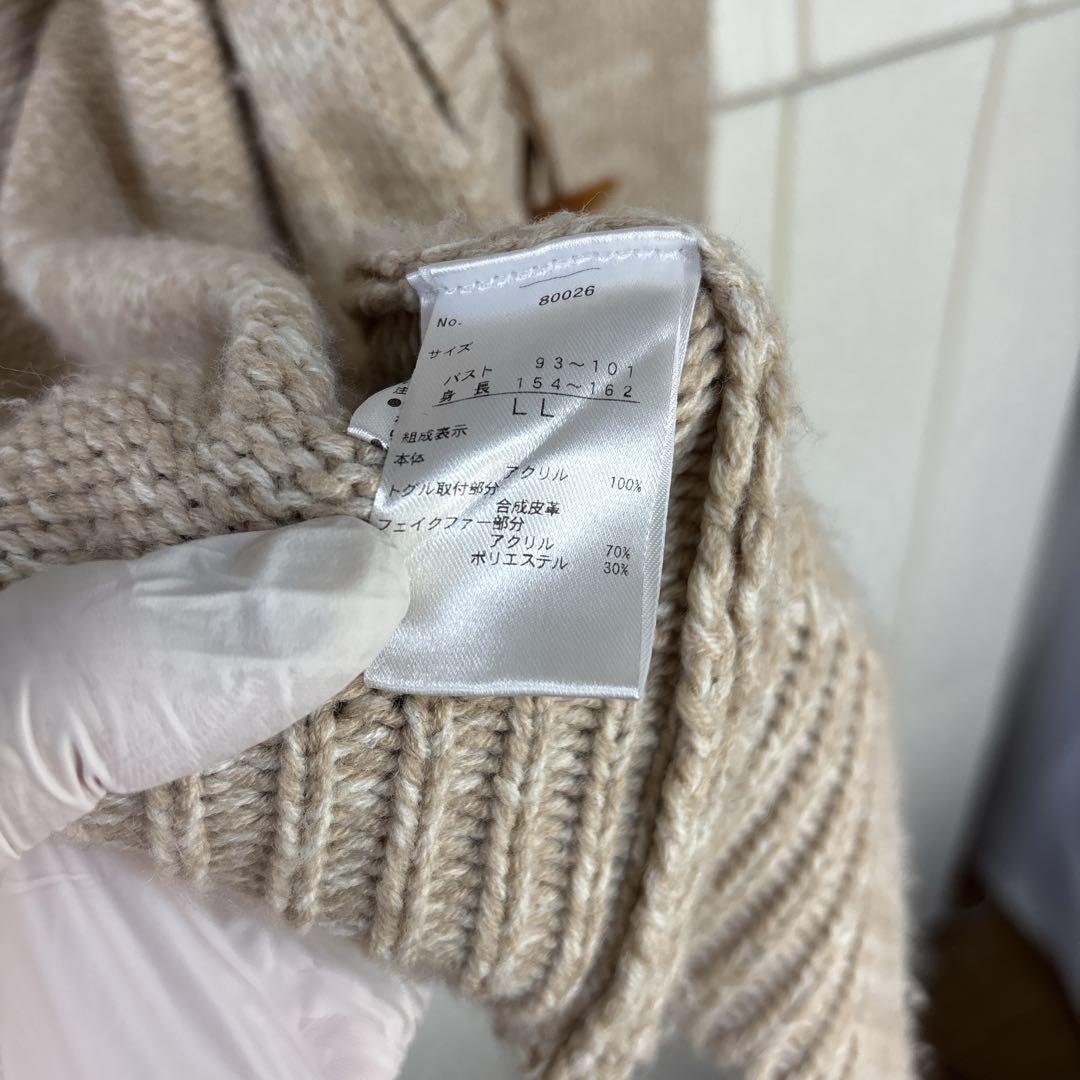 No. 80026
サイズ
バスト 93～101
身長 154～162
LL
組成表示
本体
アクリル 100%
トグル取付部分
合成皮革
フェイクファー部分
アクリル 70%
ポリエステル 30%